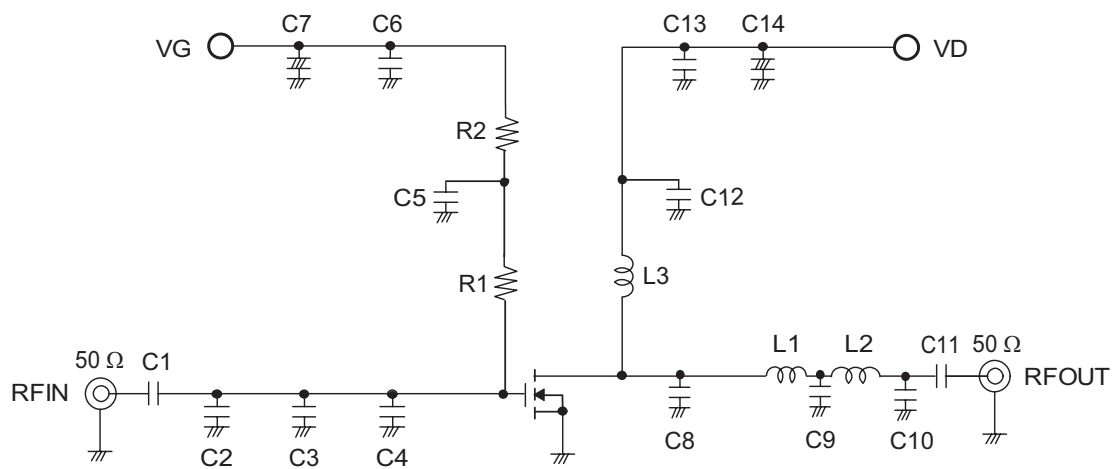 C7 C6 C13 C14
VG VD
R2
C5 C12
R1 L3
50 Ω C1 L1 L2 C11 50 Ω
RFIN RFOUT
C2 C3 C4 C8 C9 C10